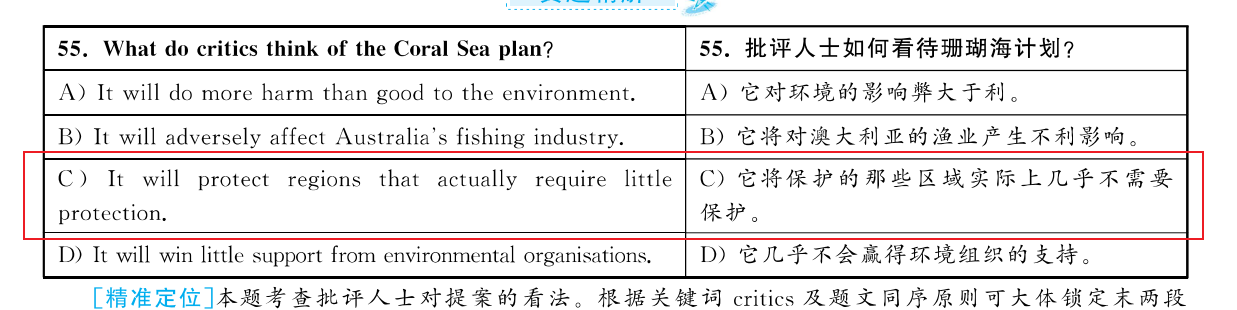 55. What do critics think of the Coral Sea plan?
55. 批评人士如何看待珊瑚海计划?
A) It will do more harm than good to the environment.
A) 它对环境的影响弊大于利。
B) It will adversely affect Australia's fishing industry.
B) 它将对澳大利亚的渔业产生不利影响。
C) It will protect regions that actually require little
protection.
C) 它将保护的那些区域实际上几乎不需要
保护。
D) It will win little support from environmental organisations.
D) 它几乎不会赢得环境组织的支持。
[精准定位]本题考查批评人士对提案的看法。根据关键词 critics 及题文同序原则可大体锁定末两段